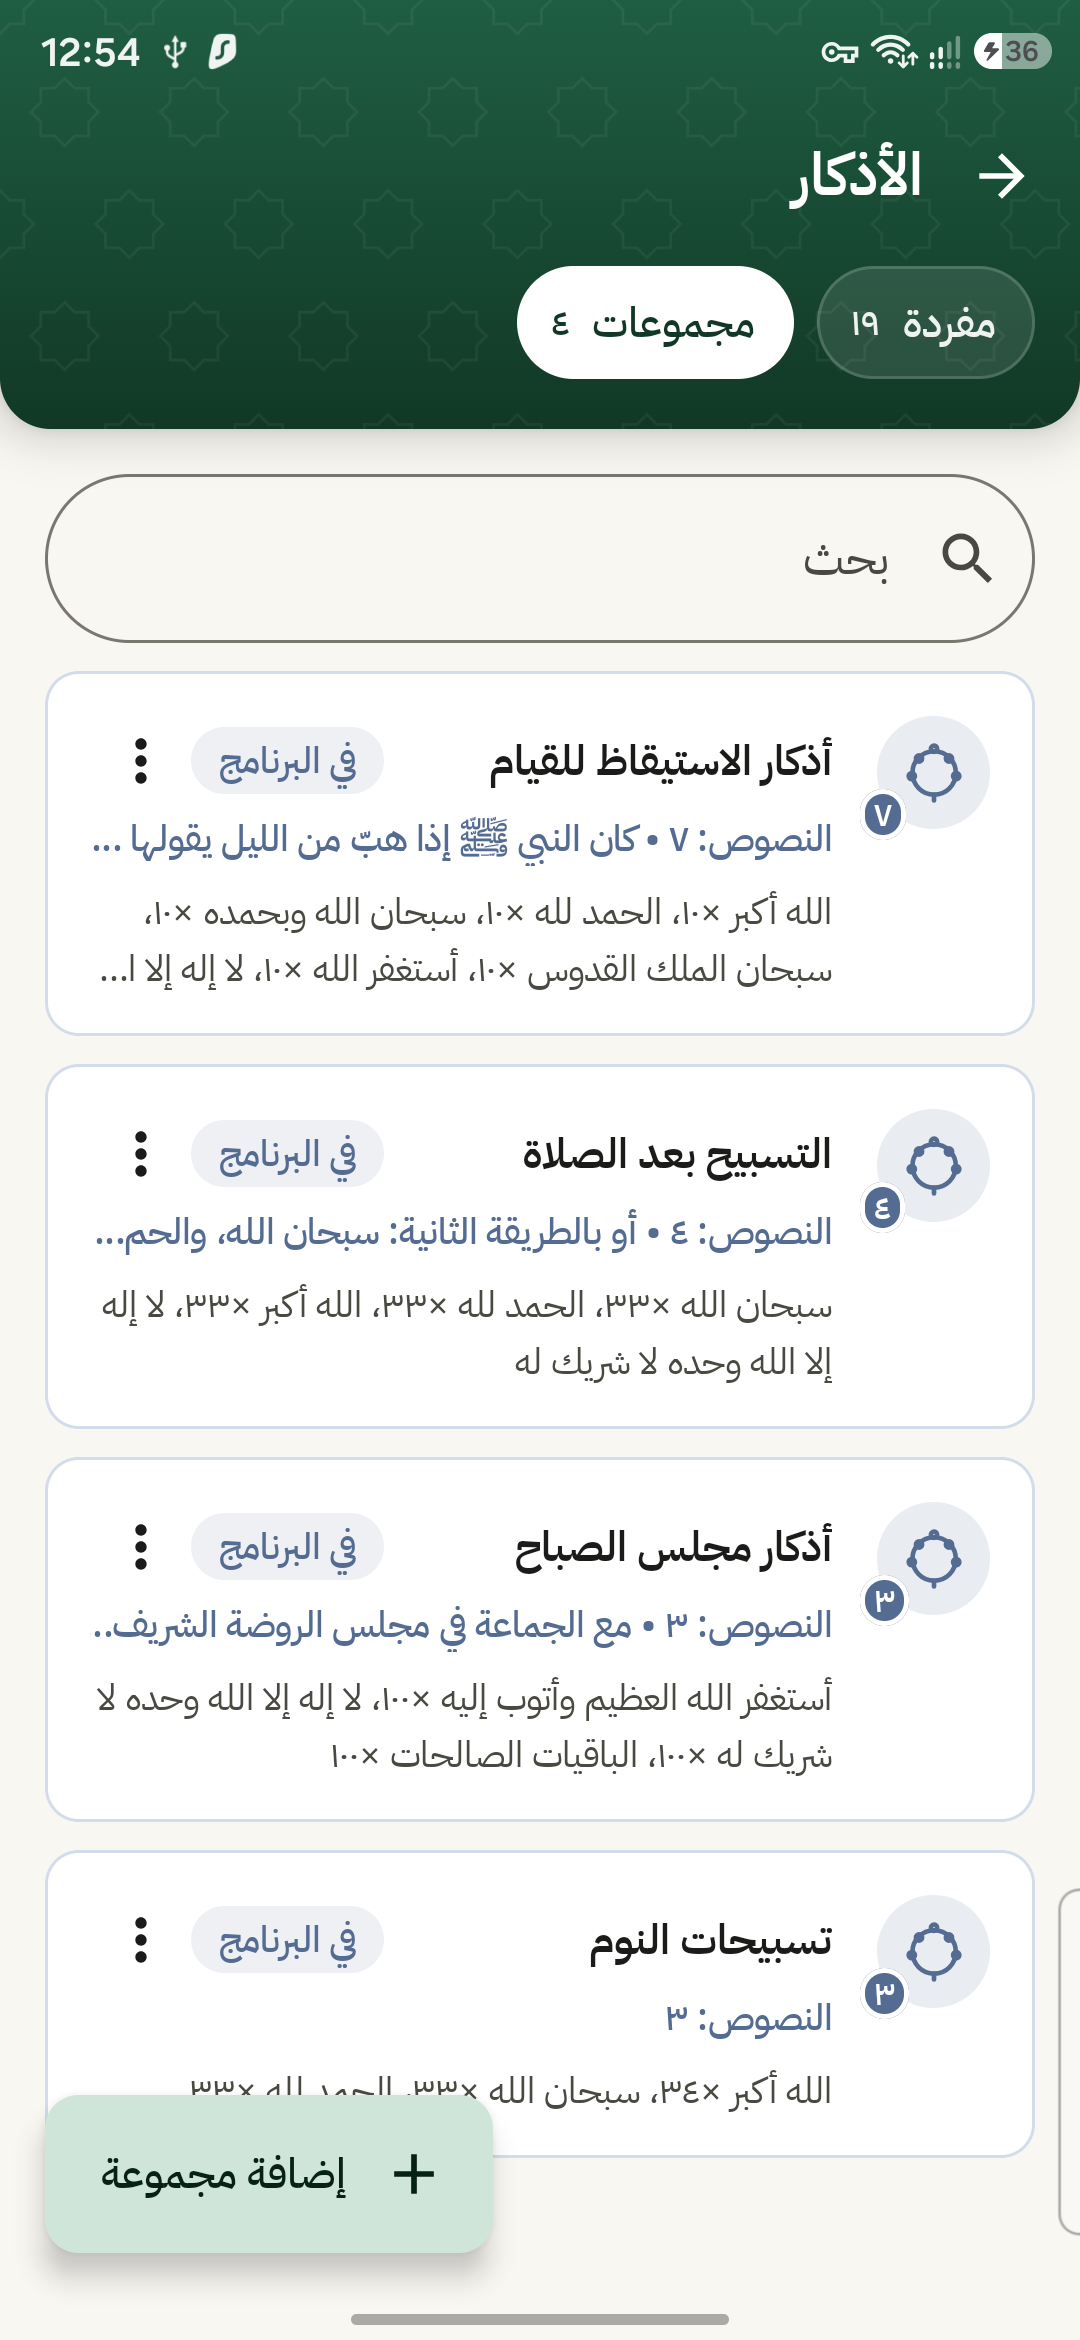 12:54
36
الأذكار
مفردة ١٩
مجموعات ٤
بحث
أذكار الاستيقاظ للقيام
في البرنامج
٧
النصوص: ٧ • كان النبي ﷺ إذا هبّ من الليل يقولها ...
الله أكبر ×١٠، الحمد لله ×١٠، سبحان الله وبحمده ×١٠،
سبحان الملك القدوس ×١٠، أستغفر الله ×١٠، لا إله إلا ا...
التسبيح بعد الصلاة
في البرنامج
٤
النصوص: ٤ • أو بالطريقة الثانية: سبحان الله، والحم...
سبحان الله ×٣٣، الحمد لله ×٣٣، الله أكبر ×٣٣، لا إله
إلا الله وحده لا شريك له
أذكار مجلس الصباح
في البرنامج
٣
النصوص: ٣ • مع الجماعة في مجلس الروضة الشريف..
أستغفر الله العظيم وأتوب إليه ×١٠٠، لا إله إلا الله وحده لا
شريك له ×١٠٠، الباقيات الصالحات ×١٠٠
تسبيحات النوم
في البرنامج
٣
النصوص: ٣
الله أكبر ×٣٤، سبحان الله ×٣٣، الحمد لله ×٣٣
إضافة مجموعة